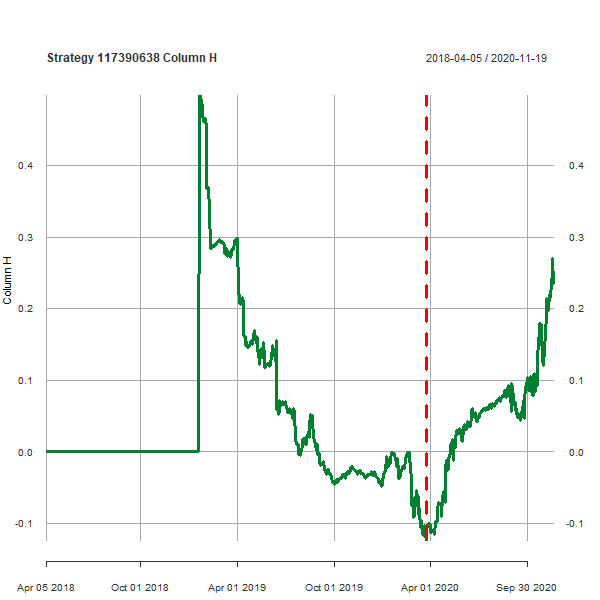 Strategy 117390638 Column H
2018-04-05 / 2020-11-19
Column H
0.4
0.3
0.2
0.1
0.0
-0.1
0.4
0.3
0.2
0.1
0.0
-0.1
Apr 05 2018
Oct 01 2018
Apr 01 2019
Oct 01 2019
Apr 01 2020
Sep 30 2020